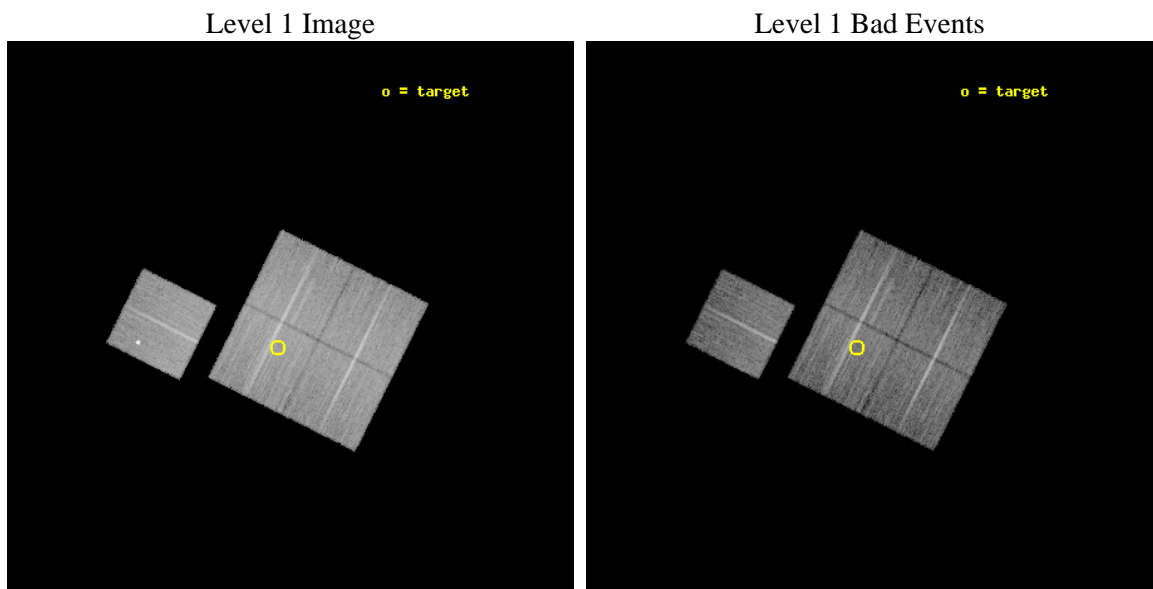 Level 1 Image
Level 1 Bad Events
o = target
o = target